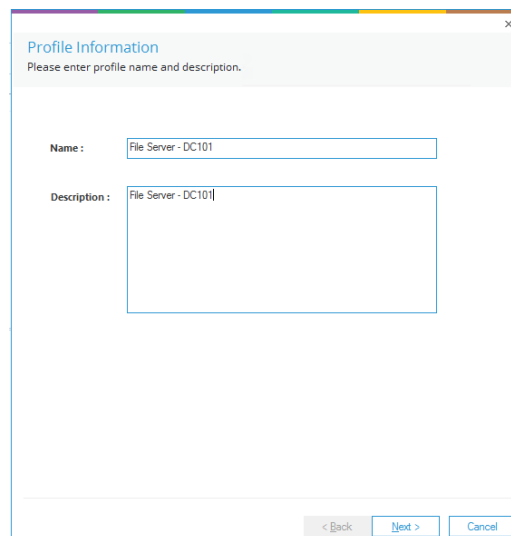 Profile Information
Please enter profile name and description.
Name :
File Server - DC101
Description :
File Server - DC101
< Back
Next >
Cancel